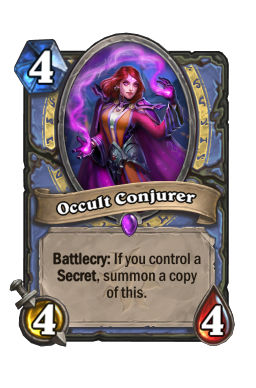 4
Occult Conjurer
Battlecry: If you control a
Secret, summon a copy
of this.
4
4